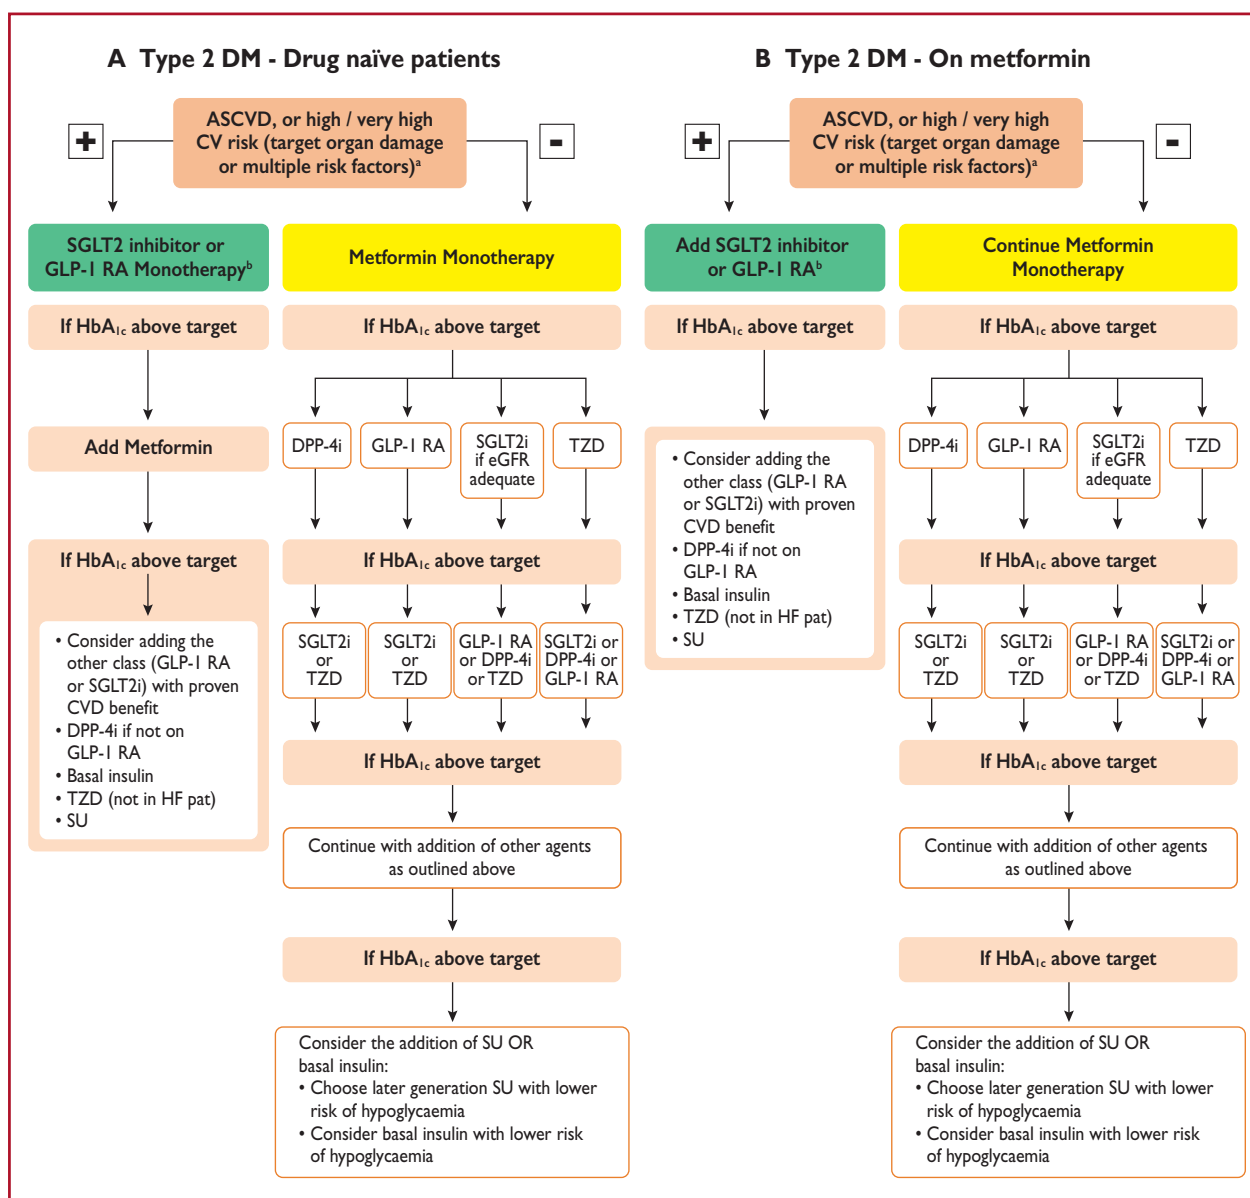 A Type 2 DM - Drug naïve patients
ASCVD, or high / very high
CV risk (target organ damage
or multiple risk factors)ᵃ
+
-
SGLT2 inhibitor or
GLP-1 RA Monotherapyᵇ
If HbA1c above target
Add Metformin
If HbA1c above target
• Consider adding the
other class (GLP-1 RA
or SGLT2i) with proven
CVD benefit
• DPP-4i if not on
GLP-1 RA
• Basal insulin
• TZD (not in HF pat)
• SU
Metformin Monotherapy
If HbA1c above target
DPP-4i
GLP-1 RA
SGLT2i
if eGFR
adequate
TZD
If HbA1c above target
SGLT2i
or
TZD
SGLT2i
or
TZD
GLP-1 RA
or DPP-4i
or TZD
SGLT2i or
DPP-4i or
GLP-1 RA
If HbA1c above target
Continue with addition of other agents
as outlined above
If HbA1c above target
Consider the addition of SU OR
basal insulin:
• Choose later generation SU with lower
risk of hypoglycaemia
• Consider basal insulin with lower risk
of hypoglycaemia
B Type 2 DM - On metformin
ASCVD, or high / very high
CV risk (target organ damage
or multiple risk factors)ᵃ
+
-
Add SGLT2 inhibitor
or GLP-1 RAᵇ
If HbA1c above target
• Consider adding the
other class (GLP-1 RA
or SGLT2i) with proven
CVD benefit
• DPP-4i if not on
GLP-1 RA
• Basal insulin
• TZD (not in HF pat)
• SU
Continue Metformin
Monotherapy
If HbA1c above target
DPP-4i
GLP-1 RA
SGLT2i
if eGFR
adequate
TZD
If HbA1c above target
SGLT2i
or
TZD
SGLT2i
or
TZD
GLP-1 RA
or DPP-4i
or TZD
SGLT2i or
DPP-4i or
GLP-1 RA
If HbA1c above target
Continue with addition of other agents
as outlined above
If HbA1c above target
Consider the addition of SU OR
basal insulin:
• Choose later generation SU with lower
risk of hypoglycaemia
• Consider basal insulin with lower risk
of hypoglycaemia